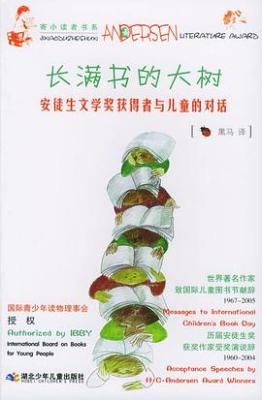 寄小读者书系
JIXIAODUZHESHUXI
ANDERSEN
LITERATURE AWARD
长满书的大树
安徒生文学奖获得者与儿童的对话
[ 黑马 译 ]
世界著名作家
致国际儿童图书节献辞
1967-2005
Messages to International
Children's Book Day
历届安徒生奖
获奖作家受奖演说辞
1960-2004
Acceptance Speeches by
H·C·Andersen Award Winners
国际青少年读物理事会
授 权
Authorized by IBBY
International Board on Books
for Young People
湖北少年儿童出版社
HUBEI CHILDREN'S PRESS